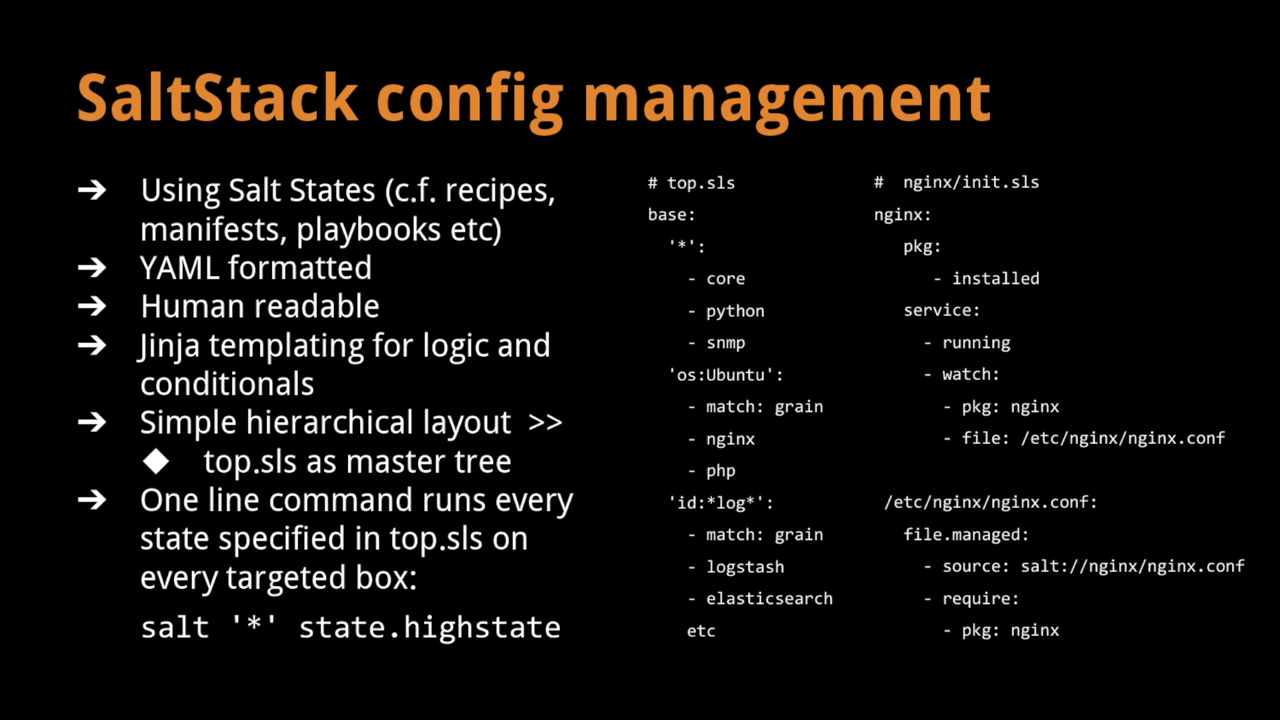 SaltStack config management
➔ Using Salt States (c.f. recipes,
manifests, playbooks etc)
➔ YAML formatted
➔ Human readable
➔ Jinja templating for logic and
conditionals
➔ Simple hierarchical layout >>
◆ top.sls as master tree
➔ One line command runs every
state specified in top.sls on
every targeted box:
salt '*' state.highstate
# top.sls
base:
  '*':
    - core
    - python
    - snmp
  'os:Ubuntu':
    - match: grain
    - nginx
    - php
  'id:*log*':
    - match: grain
    - logstash
    - elasticsearch
    etc
#  nginx/init.sls
nginx:
   pkg:
      - installed
   service:
     - running
     - watch:
       - pkg: nginx
       - file: /etc/nginx/nginx.conf
 /etc/nginx/nginx.conf:
   file.managed:
     - source: salt://nginx/nginx.conf
     - require:
       - pkg: nginx